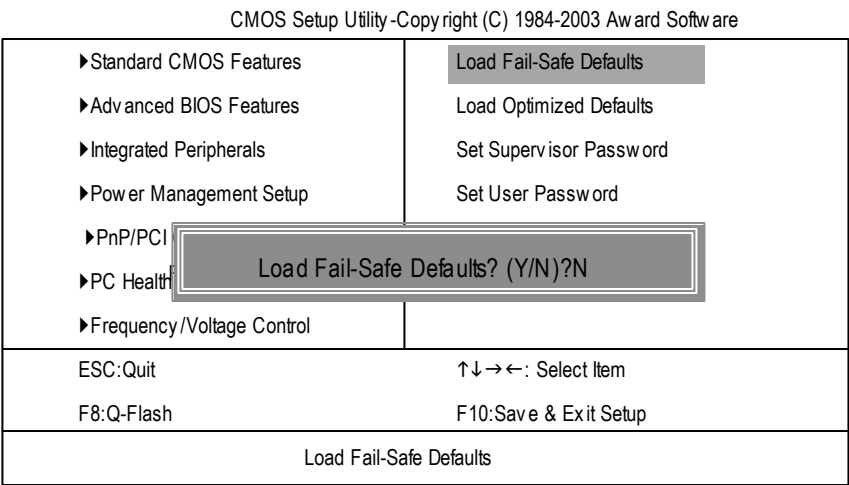 CMOS Setup Utility-Copyright (C) 1984-2003 Award Software
▶Standard CMOS Features
▶Advanced BIOS Features
▶Integrated Peripherals
▶Power Management Setup
▶PnP/PCI
▶PC Health
▶Frequency/Voltage Control
Load Fail-Safe Defaults
Load Optimized Defaults
Set Supervisor Password
Set User Password
Load Fail-Safe Defaults? (Y/N)?N
ESC:Quit
↑↓→←: Select Item
F8:Q-Flash
F10:Save & Exit Setup
Load Fail-Safe Defaults